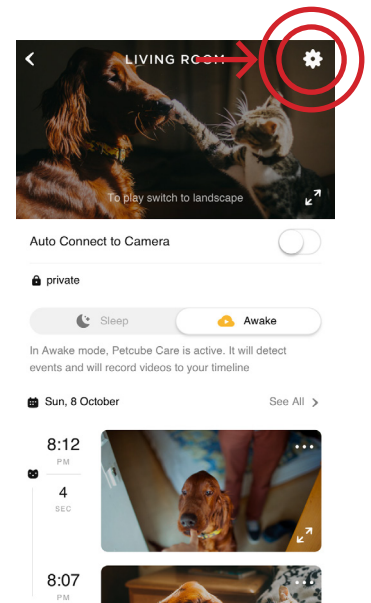 LIVING ROOM
To play switch to landscape
Auto Connect to Camera
private
Sleep
Awake
In Awake mode, Petcube Care is active. It will detect
events and will record videos to your timeline
Sun, 8 October
See All
8:12
PM
4
SEC
8:07
PM